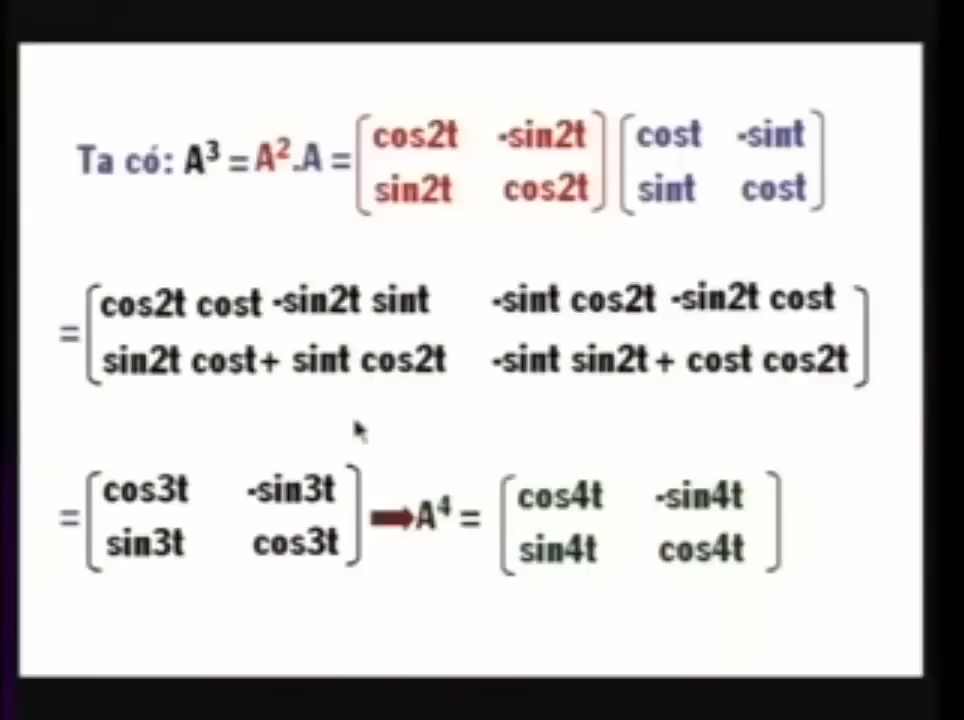 Ta có: A³ = A².A = [cos2t -sin2t] [cost -sint]
[sin2t cos2t] [sint cost]
= [cos2t cost -sin2t sint -sint cos2t -sin2t cost]
[sin2t cost+ sint cos2t -sint sin2t + cost cos2t]
= [cos3t -sin3t] ➡ A⁴ = [cos4t -sin4t]
[sin3t cos3t] [sin4t cos4t]